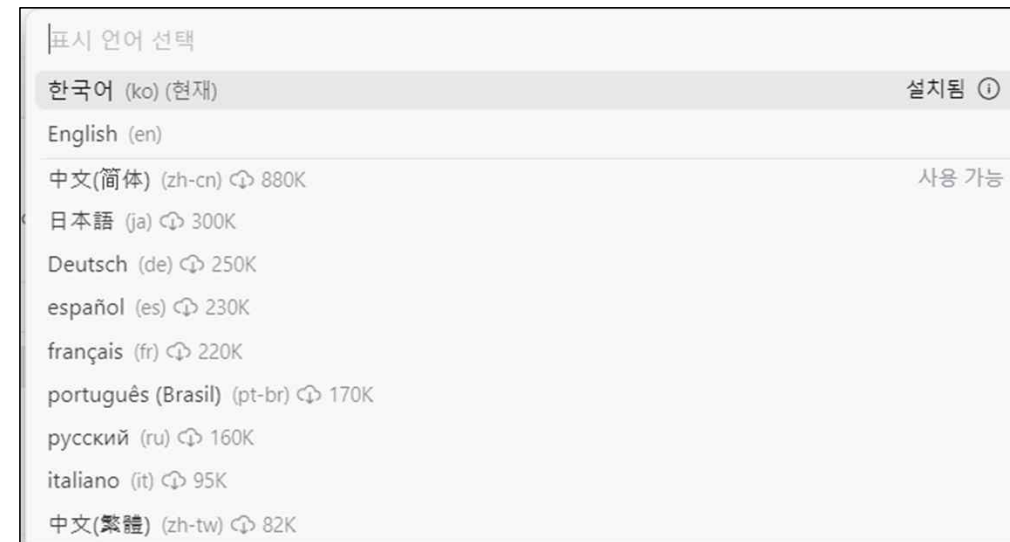 표시 언어 선택
한국어 (ko) (현재) 설치됨
English (en)
中文(简体) (zh-cn) 880K 사용 가능
日本語 (ja) 300K
Deutsch (de) 250K
español (es) 230K
français (fr) 220K
português (Brasil) (pt-br) 170K
русский (ru) 160K
italiano (it) 95K
中文(繁體) (zh-tw) 82K